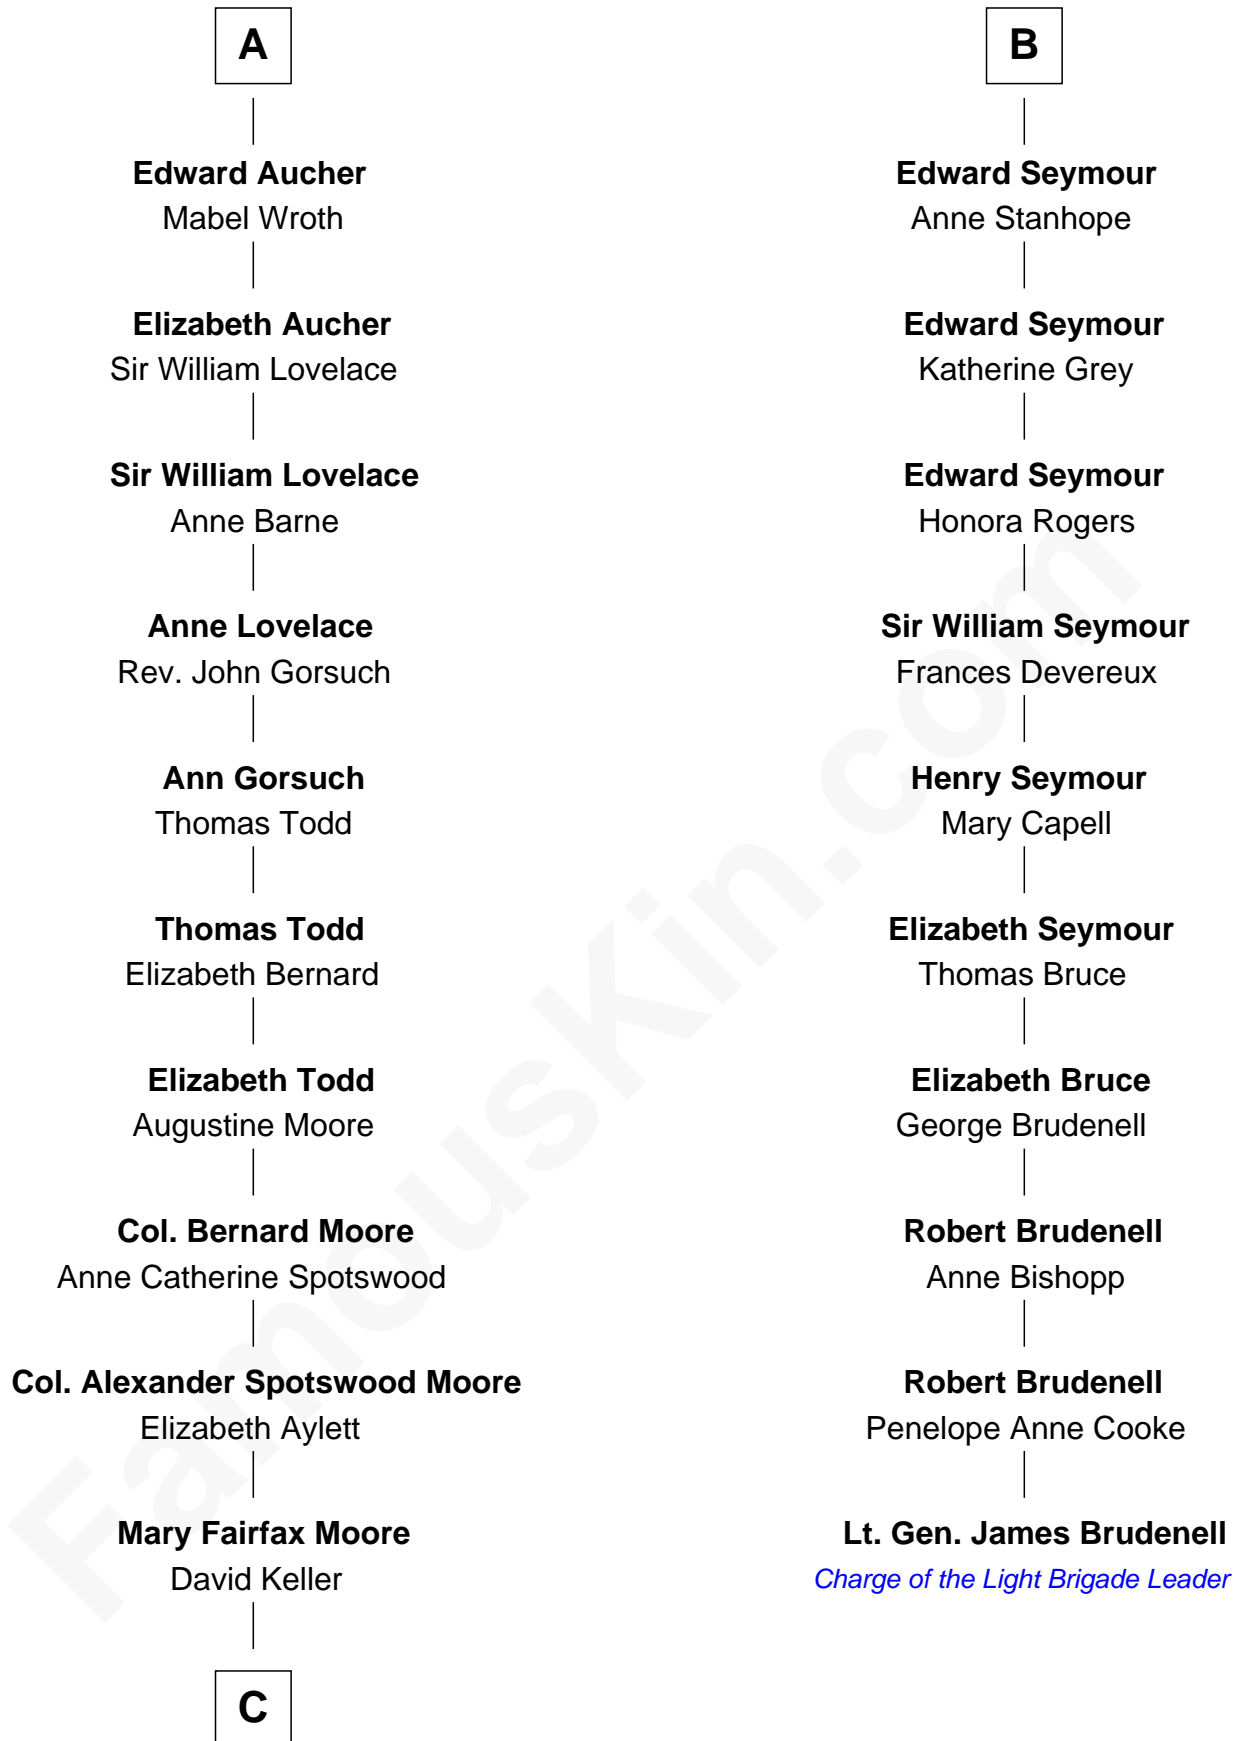 A
Edward Aucher
Mabel Wroth
Elizabeth Aucher
Sir William Lovelace
Sir William Lovelace
Anne Barne
Anne Lovelace
Rev. John Gorsuch
Ann Gorsuch
Thomas Todd
Thomas Todd
Elizabeth Bernard
Elizabeth Todd
Augustine Moore
Col. Bernard Moore
Anne Catherine Spotswood
Col. Alexander Spotswood Moore
Elizabeth Aylett
Mary Fairfax Moore
David Keller
C
B
Edward Seymour
Anne Stanhope
Edward Seymour
Katherine Grey
Edward Seymour
Honora Rogers
Sir William Seymour
Frances Devereux
Henry Seymour
Mary Capell
Elizabeth Seymour
Thomas Bruce
Elizabeth Bruce
George Brudenell
Robert Brudenell
Anne Bishopp
Robert Brudenell
Penelope Anne Cooke
Lt. Gen. James Brudenell
Charge of the Light Brigade Leader
FamousKin.com